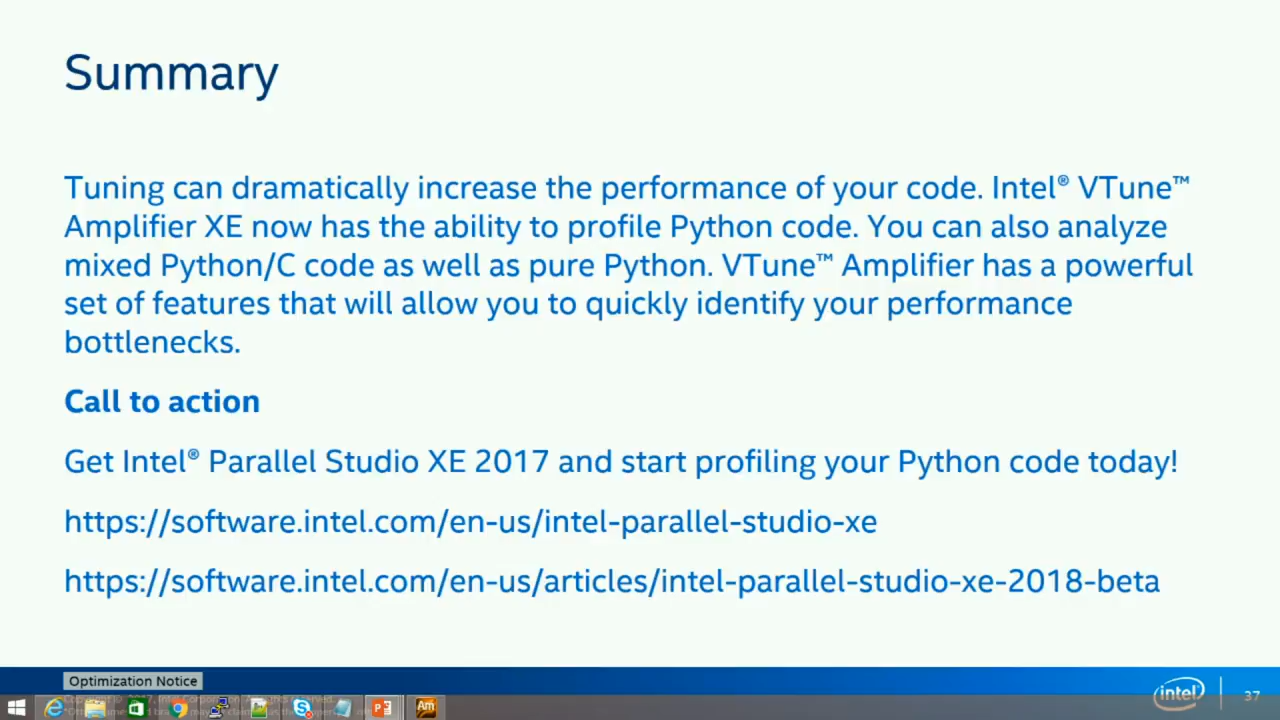 Summary
Tuning can dramatically increase the performance of your code. Intel® VTune™
Amplifier XE now has the ability to profile Python code. You can also analyze
mixed Python/C code as well as pure Python. VTune™ Amplifier has a powerful
set of features that will allow you to quickly identify your performance
bottlenecks.
Call to action
Get Intel® Parallel Studio XE 2017 and start profiling your Python code today!
https://software.intel.com/en-us/intel-parallel-studio-xe
https://software.intel.com/en-us/articles/intel-parallel-studio-xe-2018-beta
Optimization Notice
intel
37
Am